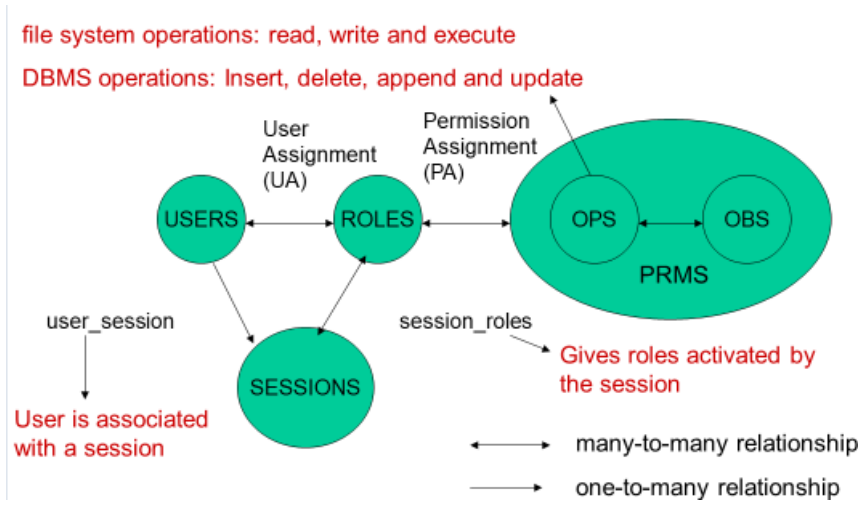 file system operations: read, write and execute
DBMS operations: Insert, delete, append and update
User
Assignment
(UA)
Permission
Assignment
(PA)
USERS
ROLES
OPS
OBS
PRMS
user_session
session_roles
SESSIONS
Gives roles activated by
the session
User is associated
with a session
many-to-many relationship
one-to-many relationship